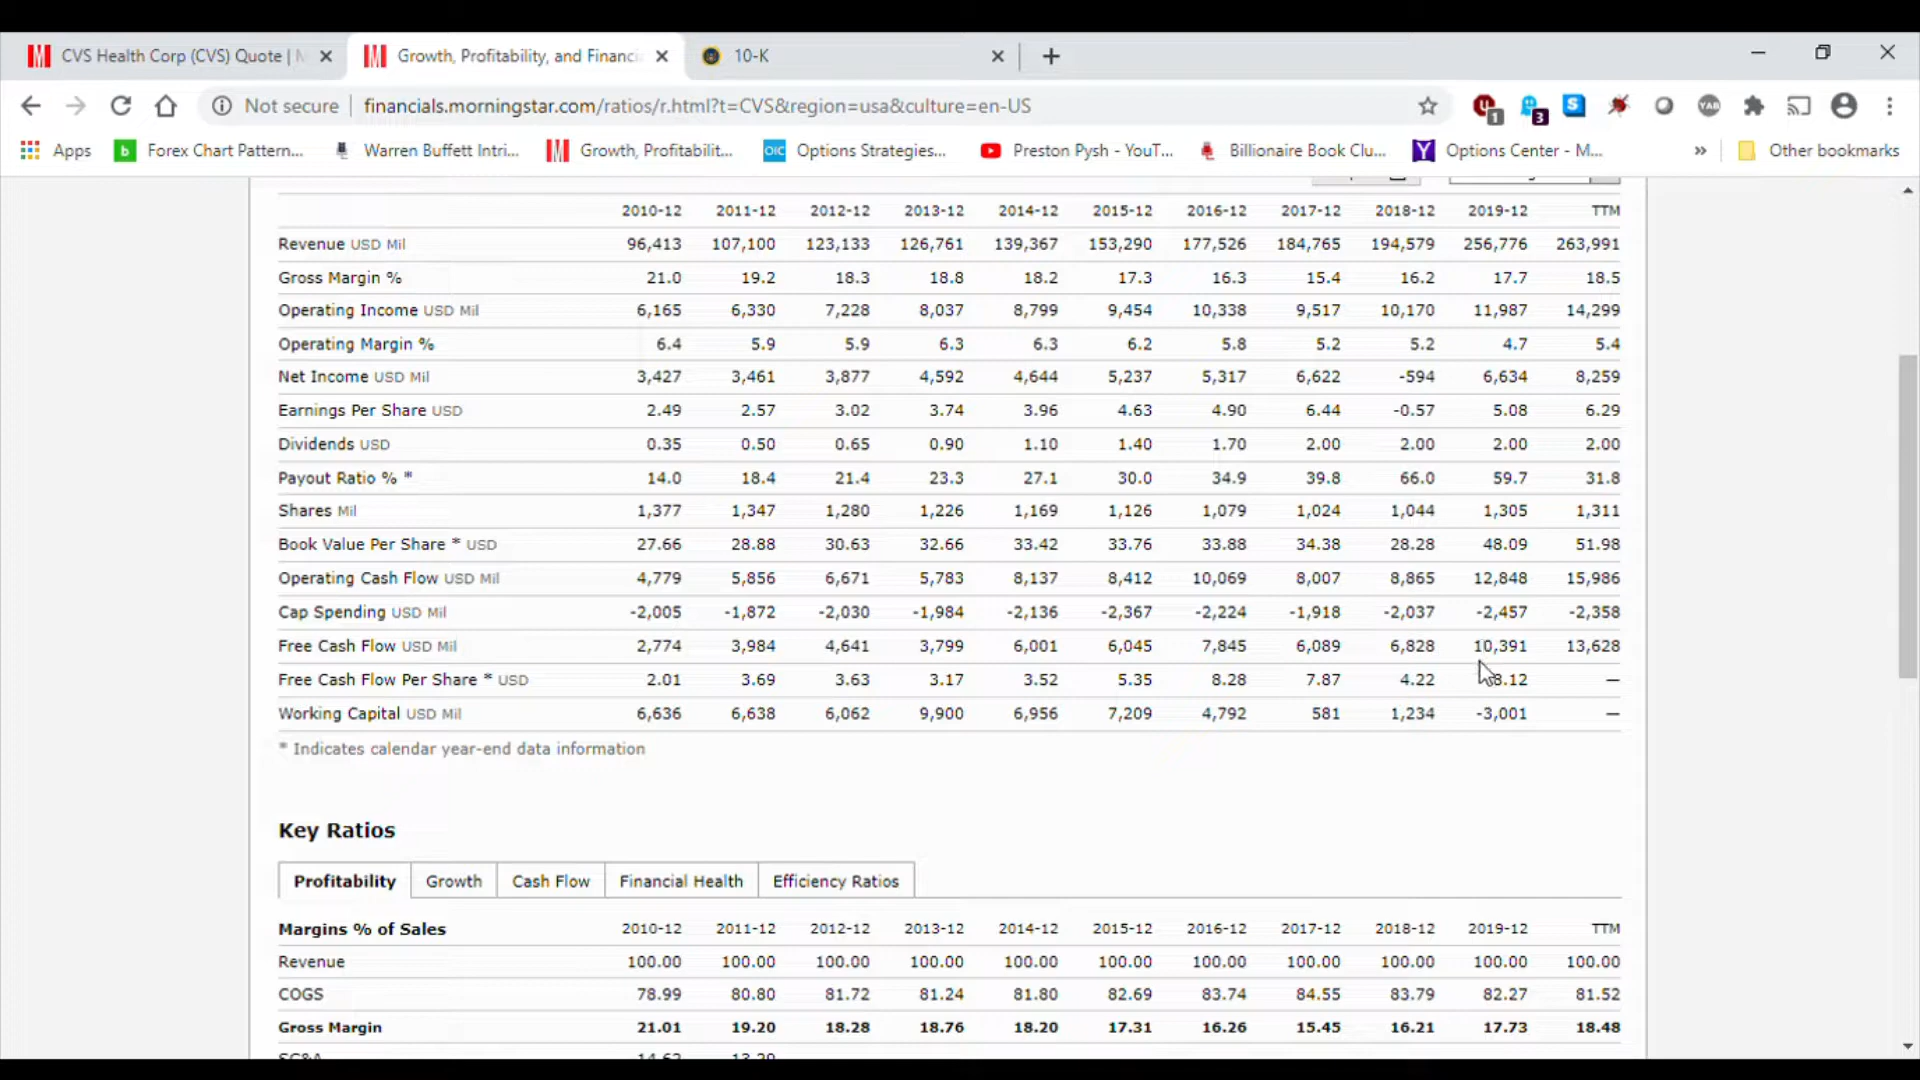 CVS Health Corp (CVS) Quote |
Growth, Profitability, and Financi
10-K
Not secure financials.morningstar.com/ratios/r.html?t=CVS&region=usa&culture=en-US
1 3 S YAB
Apps Forex Chart Pattern... Warren Buffett Intri... Growth, Profitabilit... OIC Options Strategies... Preston Pysh - YouT... Billionaire Book Clu... Y Options Center - M... » Other bookmarks
2010-12 2011-12 2012-12 2013-12 2014-12 2015-12 2016-12 2017-12 2018-12 2019-12 TTM
Revenue USD Mil 96,413 107,100 123,133 126,761 139,367 153,290 177,526 184,765 194,579 256,776 263,991
Gross Margin % 21.0 19.2 18.3 18.8 18.2 17.3 16.3 15.4 16.2 17.7 18.5
Operating Income USD Mil 6,165 6,330 7,228 8,037 8,799 9,454 10,338 9,517 10,170 11,987 14,299
Operating Margin % 6.4 5.9 5.9 6.3 6.3 6.2 5.8 5.2 5.2 4.7 5.4
Net Income USD Mil 3,427 3,461 3,877 4,592 4,644 5,237 5,317 6,622 -594 6,634 8,259
Earnings Per Share USD 2.49 2.57 3.02 3.74 3.96 4.63 4.90 6.44 -0.57 5.08 6.29
Dividends USD 0.35 0.50 0.65 0.90 1.10 1.40 1.70 2.00 2.00 2.00 2.00
Payout Ratio % * 14.0 18.4 21.4 23.3 27.1 30.0 34.9 39.8 66.0 59.7 31.8
Shares Mil 1,377 1,347 1,280 1,226 1,169 1,126 1,079 1,024 1,044 1,305 1,311
Book Value Per Share * USD 27.66 28.88 30.63 32.66 33.42 33.76 33.88 34.38 28.28 48.09 51.98
Operating Cash Flow USD Mil 4,779 5,856 6,671 5,783 8,137 8,412 10,069 8,007 8,865 12,848 15,986
Cap Spending USD Mil -2,005 -1,872 -2,030 -1,984 -2,136 -2,367 -2,224 -1,918 -2,037 -2,457 -2,358
Free Cash Flow USD Mil 2,774 3,984 4,641 3,799 6,001 6,045 7,845 6,089 6,828 10,391 13,628
Free Cash Flow Per Share * USD 2.01 3.69 3.63 3.17 3.52 5.35 8.28 7.87 4.22 8.12 —
Working Capital USD Mil 6,636 6,638 6,062 9,900 6,956 7,209 4,792 581 1,234 -3,001 —
* Indicates calendar year-end data information
Key Ratios
Profitability Growth Cash Flow Financial Health Efficiency Ratios
Margins % of Sales 2010-12 2011-12 2012-12 2013-12 2014-12 2015-12 2016-12 2017-12 2018-12 2019-12 TTM
Revenue 100.00 100.00 100.00 100.00 100.00 100.00 100.00 100.00 100.00 100.00 100.00
COGS 78.99 80.80 81.72 81.24 81.80 82.69 83.74 84.55 83.79 82.27 81.52
Gross Margin 21.01 19.20 18.28 18.76 18.20 17.31 16.26 15.45 16.21 17.73 18.48